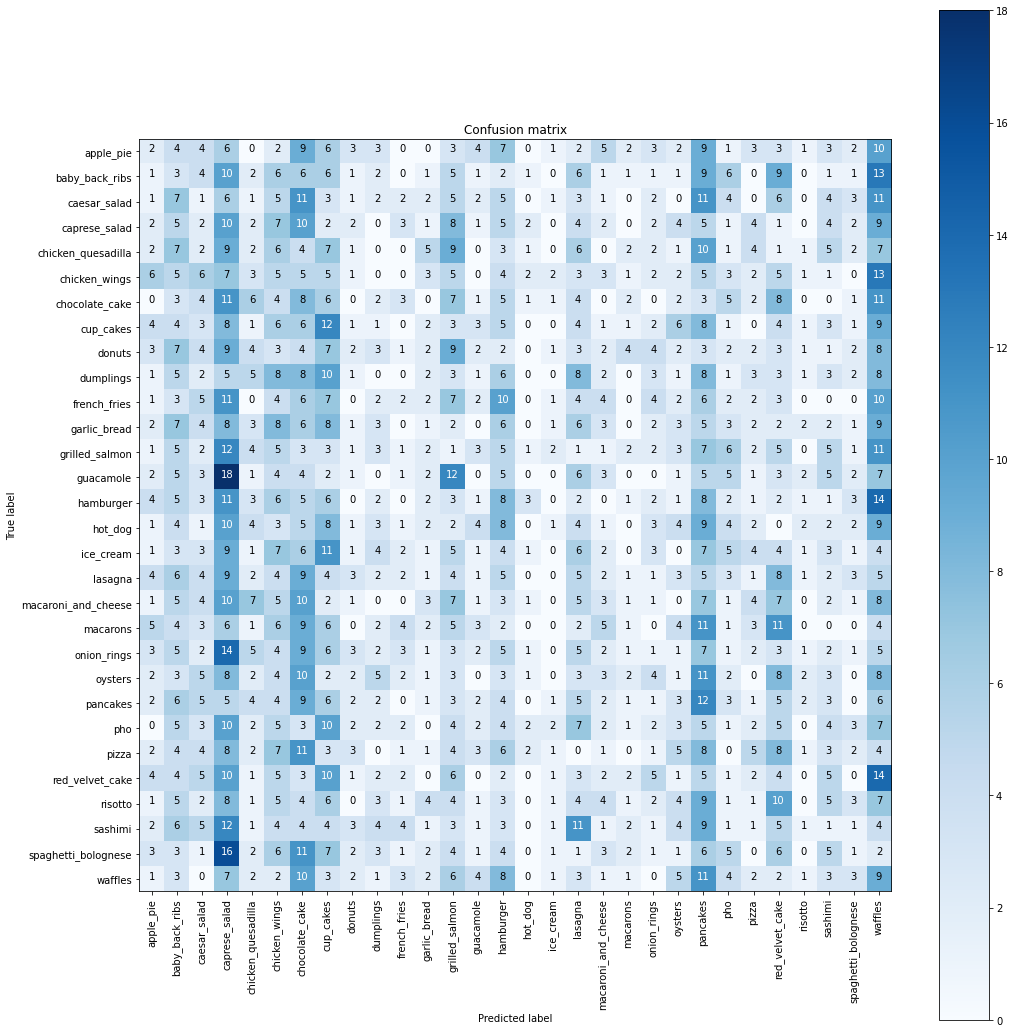 Confusion matrix
True label
apple_pie 2 4 4 6 0 2 9 6 3 3 0 0 3 4 7 0 1 2 5 2 3 2 9 1 3 3 1 3 2 10
baby_back_ribs 1 3 4 10 2 6 6 6 1 2 0 1 5 1 2 1 0 6 1 1 1 1 9 6 0 9 0 1 1 13
caesar_salad 1 7 1 6 1 5 11 3 1 2 2 2 5 2 5 1 0 3 1 0 2 0 11 4 0 6 0 4 3 11
caprese_salad 2 5 2 10 2 7 10 2 2 0 3 1 8 1 5 2 0 4 2 0 2 4 5 1 4 1 0 4 2 9
chicken_quesadilla 2 7 2 9 2 6 4 7 1 0 0 5 9 0 3 1 0 6 0 2 2 1 10 1 4 1 1 5 2 7
chicken_wings 6 5 6 7 3 5 5 5 1 0 0 3 5 0 4 2 2 3 3 1 2 2 5 3 2 5 1 1 0 13
chocolate_cake 0 3 4 11 6 4 8 6 0 2 3 0 7 1 5 1 1 4 0 2 0 2 3 5 2 8 0 0 1 11
cup_cakes 4 4 3 8 1 6 6 12 1 1 0 2 3 3 5 0 0 4 1 1 2 6 8 1 0 4 1 3 1 9
donuts 3 7 4 9 4 3 4 7 2 3 1 2 9 2 2 0 1 3 2 4 4 2 3 2 2 3 1 1 2 8
dumplings 1 5 2 5 5 8 8 10 1 0 0 2 3 1 6 0 0 8 2 0 3 1 8 1 3 3 1 3 2 8
french_fries 1 3 5 11 0 4 6 7 0 2 2 2 7 2 10 0 1 4 4 0 4 2 6 2 2 3 0 0 0 10
garlic_bread 2 7 4 8 3 8 6 8 1 3 0 1 2 0 6 0 1 6 3 0 2 3 5 3 2 2 2 1 2 9
grilled_salmon 1 5 2 12 4 5 3 3 1 3 1 2 1 3 5 1 2 1 1 2 2 3 7 6 2 5 0 5 1 11
guacamole 2 5 3 18 1 4 4 2 1 0 1 2 12 0 5 0 0 6 3 0 0 1 5 5 1 3 2 5 2 7
hamburger 4 5 3 11 3 6 5 6 0 2 0 2 3 1 8 3 0 2 0 1 2 1 8 2 1 2 1 1 3 14
hot_dog 1 4 1 10 4 3 5 8 1 3 1 2 2 4 8 0 1 4 1 0 3 4 9 4 2 0 2 2 2 9
ice_cream 1 3 3 9 1 7 6 11 1 4 2 1 5 1 4 1 0 6 2 0 3 0 7 5 4 4 1 3 1 4
lasagna 4 6 4 9 2 4 9 4 3 2 2 1 4 1 5 0 0 5 2 1 1 3 5 3 1 8 1 2 3 5
macaroni_and_cheese 1 5 4 10 7 5 10 2 1 0 0 3 7 1 3 1 0 5 3 1 1 0 7 1 4 7 0 2 1 8
macarons 5 4 3 6 1 6 9 6 0 2 4 2 5 3 2 0 0 2 5 1 0 4 11 1 3 11 0 0 0 4
onion_rings 3 5 2 14 5 4 9 6 3 2 3 1 3 2 5 1 0 5 2 1 1 1 7 1 2 3 1 2 1 5
oysters 2 3 5 8 2 4 10 2 2 5 2 1 3 0 3 1 0 3 3 2 4 1 11 2 0 8 2 3 0 8
pancakes 2 6 5 5 4 4 9 6 2 2 0 1 3 2 4 0 0 5 2 1 1 3 12 3 1 5 2 3 0 6
pho 0 5 3 10 2 5 3 10 2 2 2 0 4 2 4 2 2 7 2 1 2 3 5 1 2 5 0 4 3 7
pizza 2 4 4 8 2 7 11 3 3 0 1 1 4 3 6 2 1 0 1 0 1 5 8 0 5 8 1 3 2 4
red_velvet_cake 4 4 5 10 1 5 3 10 1 2 2 0 6 0 2 0 1 3 2 2 5 1 5 1 2 4 0 5 0 14
risotto 1 5 2 8 1 5 4 6 0 3 1 4 4 1 3 0 1 4 4 1 2 4 9 1 1 10 0 5 3 7
sashimi 2 6 5 12 1 4 4 4 3 4 4 1 3 1 3 0 1 11 1 2 1 4 9 1 1 5 1 1 1 4
spaghetti_bolognese 3 3 1 16 2 6 11 7 2 3 1 2 4 1 4 0 1 1 3 2 1 1 6 5 0 6 0 5 1 2
waffles 1 3 0 7 2 2 10 3 2 1 3 2 6 4 8 0 1 3 1 1 0 5 11 4 2 2 1 3 3 9
apple_pie
baby_back_ribs
caesar_salad
caprese_salad
chicken_quesadilla
chicken_wings
chocolate_cake
cup_cakes
donuts
dumplings
french_fries
garlic_bread
grilled_salmon
guacamole
hamburger
hot_dog
ice_cream
lasagna
macaroni_and_cheese
macarons
onion_rings
oysters
pancakes
pho
pizza
red_velvet_cake
risotto
sashimi
spaghetti_bolognese
waffles
Predicted label
18
16
14
12
10
8
6
4
2
0